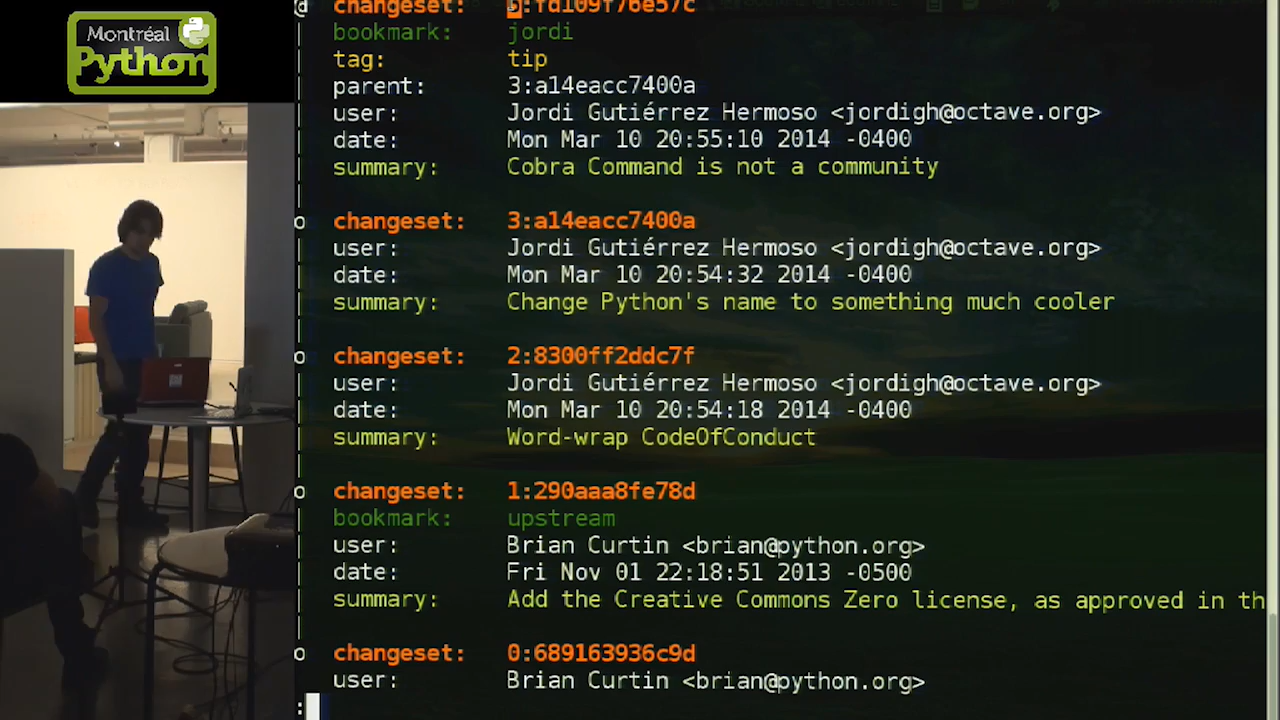 Montréal
Python
changeset: 5:fd109f76e57c
bookmark: jordi
tag: tip
parent: 3:a14eacc7400a
user: Jordi Gutiérrez Hermoso <jordigh@octave.org>
date: Mon Mar 10 20:55:10 2014 -0400
summary: Cobra Command is not a community
o changeset: 3:a14eacc7400a
user: Jordi Gutiérrez Hermoso <jordigh@octave.org>
date: Mon Mar 10 20:54:32 2014 -0400
summary: Change Python's name to something much cooler
o changeset: 2:8300ff2ddc7f
user: Jordi Gutiérrez Hermoso <jordigh@octave.org>
date: Mon Mar 10 20:54:18 2014 -0400
summary: Word-wrap CodeOfConduct
o changeset: 1:290aaa8fe78d
bookmark: upstream
user: Brian Curtin <brian@python.org>
date: Fri Nov 01 22:18:51 2013 -0500
summary: Add the Creative Commons Zero license, as approved in th
o changeset: 0:689163936c9d
user: Brian Curtin <brian@python.org>
: